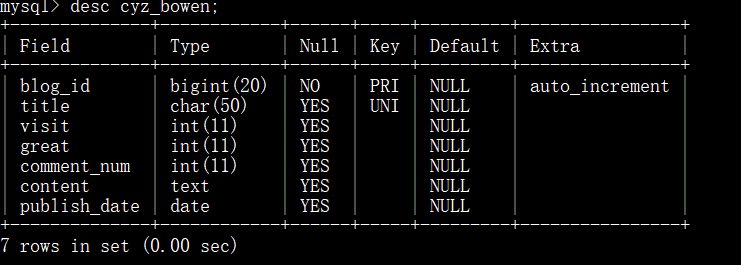 mysql> desc cyz_bowen;
+--------------+------------+------+-----+---------+----------------+
| Field        | Type       | Null | Key | Default | Extra          |
+--------------+------------+------+-----+---------+----------------+
| blog_id      | bigint(20) | NO   | PRI | NULL    | auto_increment |
| title        | char(50)   | YES  | UNI | NULL    |                |
| visit        | int(11)    | YES  |     | NULL    |                |
| great        | int(11)    | YES  |     | NULL    |                |
| comment_num  | int(11)    | YES  |     | NULL    |                |
| content      | text       | YES  |     | NULL    |                |
| publish_date | date       | YES  |     | NULL    |                |
+--------------+------------+------+-----+---------+----------------+
7 rows in set (0.00 sec)